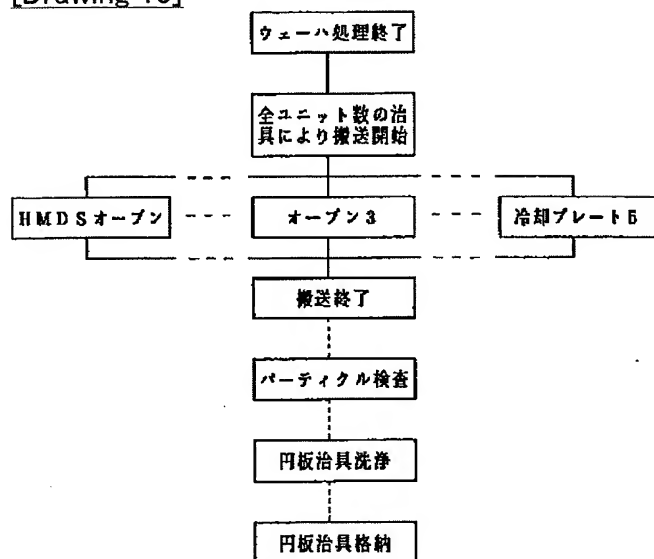 ウェーハ処理終了
全ユニット数の治
具により搬送開始
HMDSオーブン
オーブン3
冷却プレート5
搬送終了
パーティクル検査
円板治具洗浄
円板治具格納